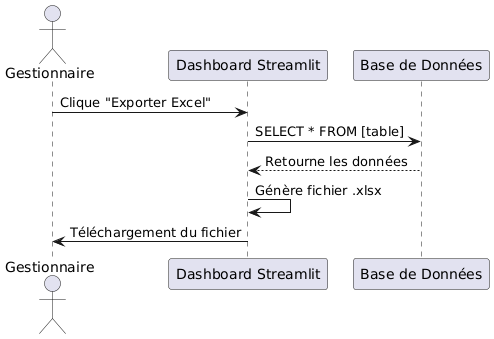 Gestionnaire
Dashboard Streamlit
Base de Données
Clique "Exporter Excel"
SELECT * FROM [table]
Retourne les données
Génère fichier .xlsx
Téléchargement du fichier
Gestionnaire
Dashboard Streamlit
Base de Données